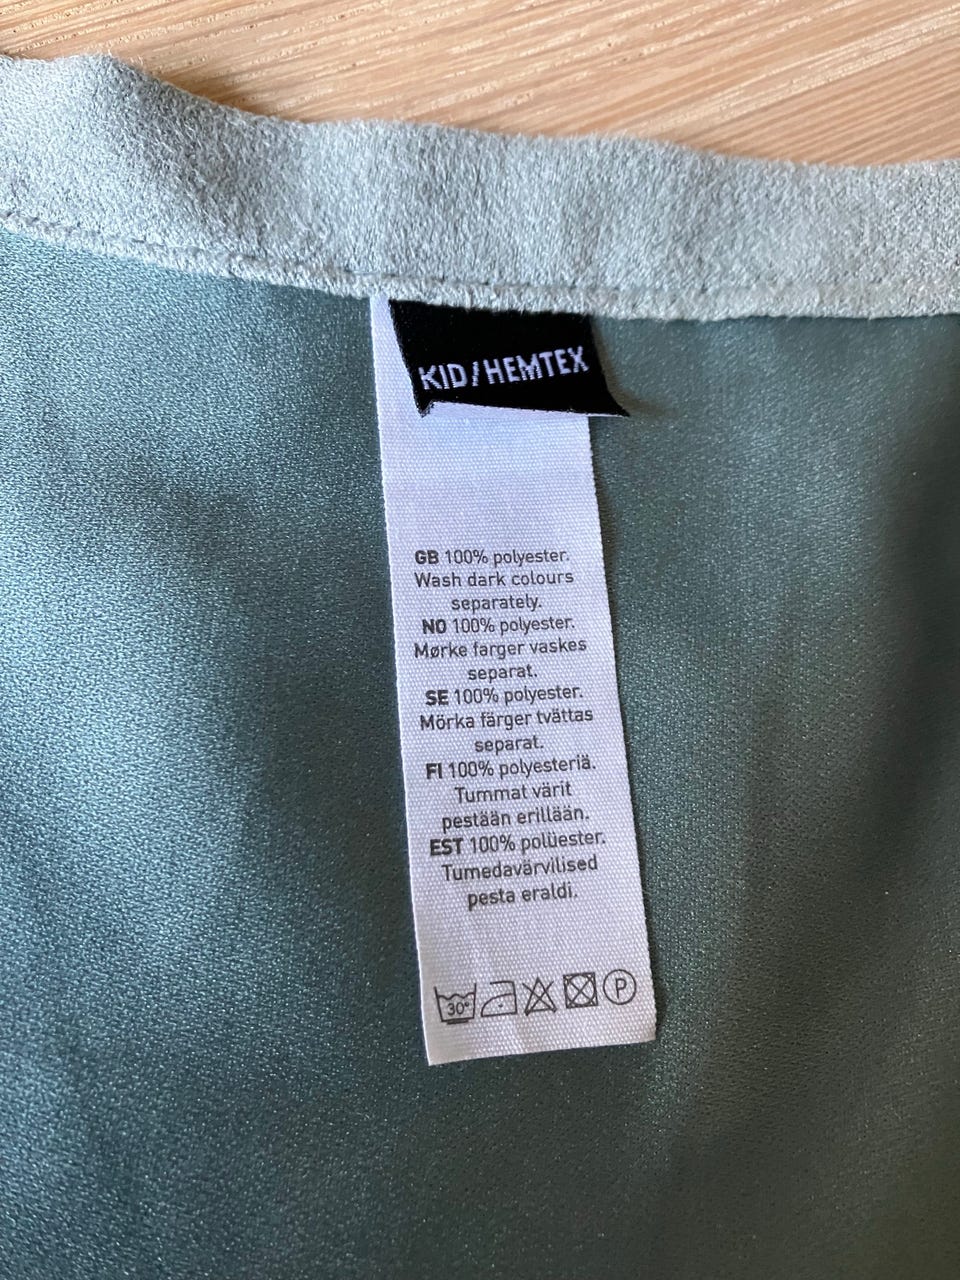 KID/HEMTEX
GB 100% polyester.
Wash dark colours
separately.
NO 100% polyester.
Mørke farger vaskes
separat.
SE 100% polyester.
Mörka färger tvättas
separat.
FI 100% polyesteriä.
Tummat värit
pestään erillään.
EST 100% polüester.
Tumedavärvilised
pesta eraldi.
30° P